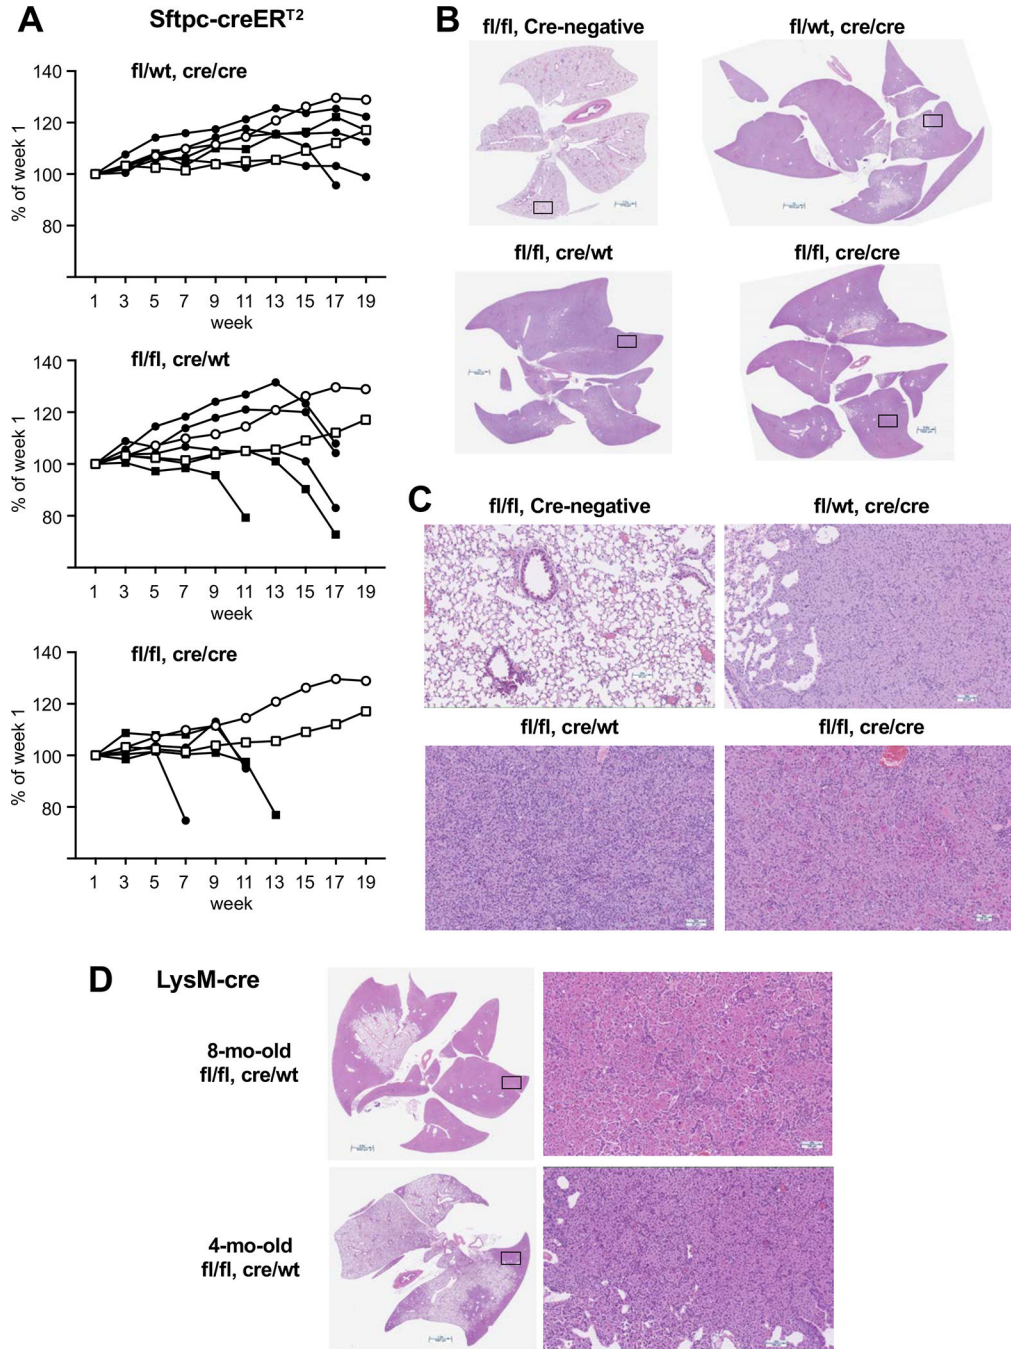 A
Sftpc-creERT2
fl/wt, cre/cre
% of week 1
140
120
100
80
1 3 5 7 9 11 13 15 17 19
week
fl/fl, cre/wt
% of week 1
140
120
100
80
1 3 5 7 9 11 13 15 17 19
week
fl/fl, cre/cre
% of week 1
140
120
100
80
1 3 5 7 9 11 13 15 17 19
week
B
fl/fl, Cre-negative
fl/wt, cre/cre
fl/fl, cre/wt
fl/fl, cre/cre
C
fl/fl, Cre-negative
fl/wt, cre/cre
fl/fl, cre/wt
fl/fl, cre/cre
D
LysM-cre
8-mo-old
fl/fl, cre/wt
4-mo-old
fl/fl, cre/wt